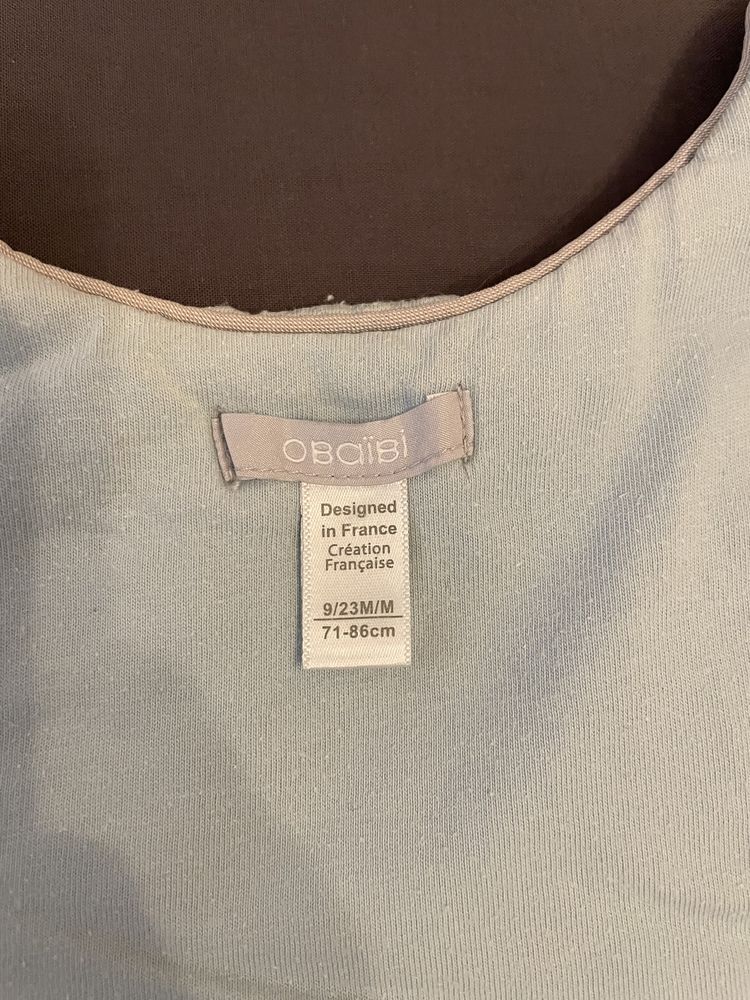 OBaïBi
Designed
in France
Création
Française
9/23M/M
71-86cm